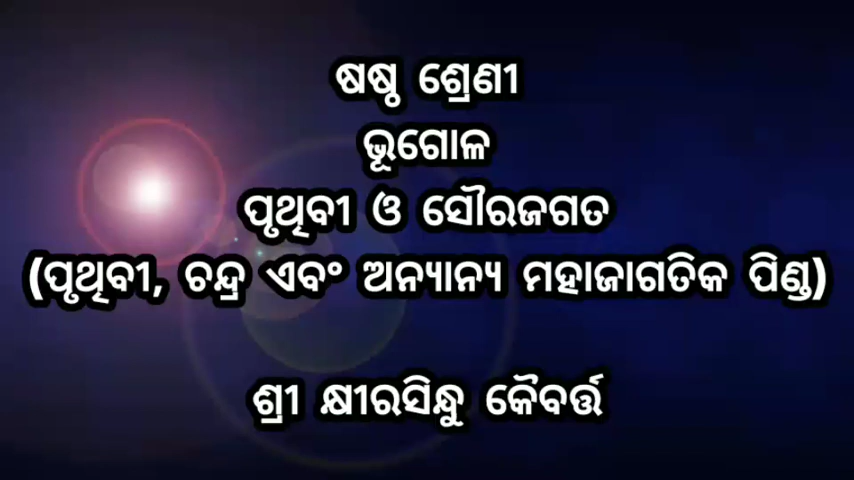 ଷଷ୍ଠ ଶ୍ରେଣୀ
ଭୂଗୋଳ
ପୃଥିବୀ ଓ ସୌରଜଗତ
(ପୃଥିବୀ, ଚନ୍ଦ୍ର ଏବଂ ଅନ୍ୟାନ୍ୟ ମହାଜାଗତିକ ପିଣ୍ଡ)
ଶ୍ରୀ କ୍ଷୀରସିନ୍ଧୁ କୈବର୍ତ୍ତ